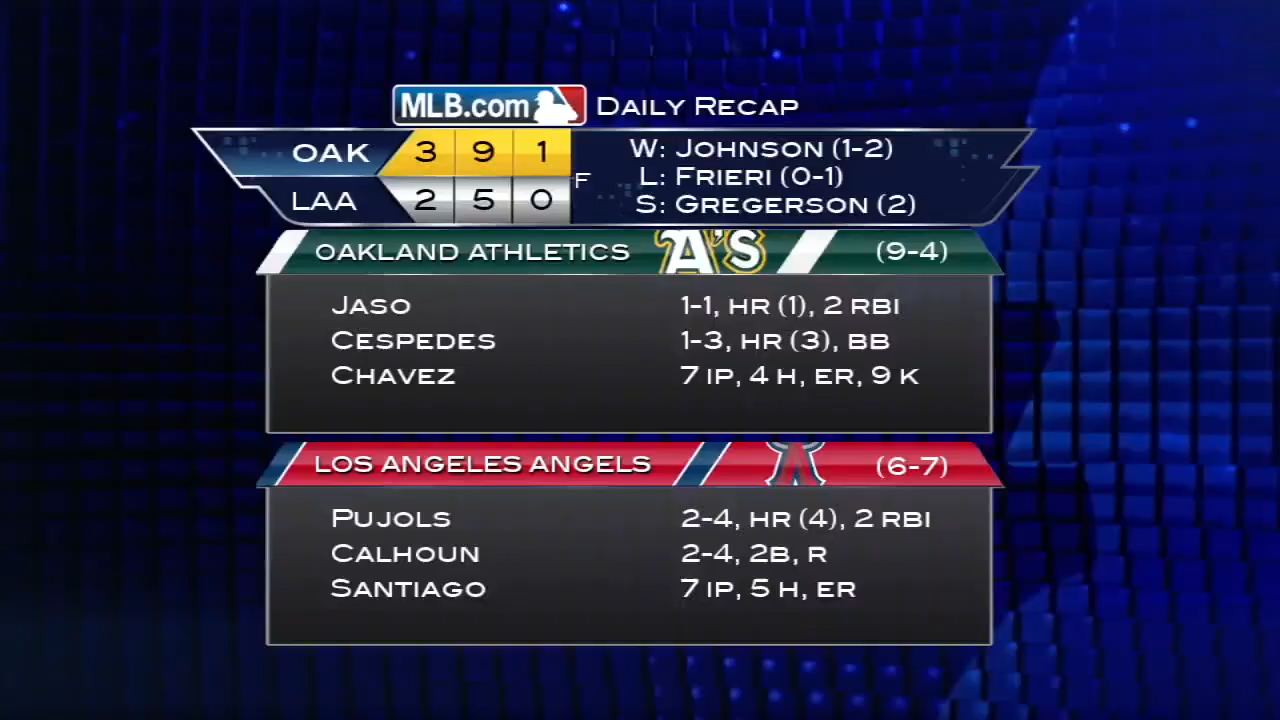 MLB.com DAILY RECAP
OAK 3 9 1
LAA 2 5 0
F
W: JOHNSON (1-2)
L: FRIERI (0-1)
S: GREGERSON (2)
OAKLAND ATHLETICS A'S (9-4)
JASO 1-1, HR (1), 2 RBI
CESPEDES 1-3, HR (3), BB
CHAVEZ 7 IP, 4 H, ER, 9 K
LOS ANGELES ANGELS A (6-7)
PUJOLS 2-4, HR (4), 2 RBI
CALHOUN 2-4, 2B, R
SANTIAGO 7 IP, 5 H, ER